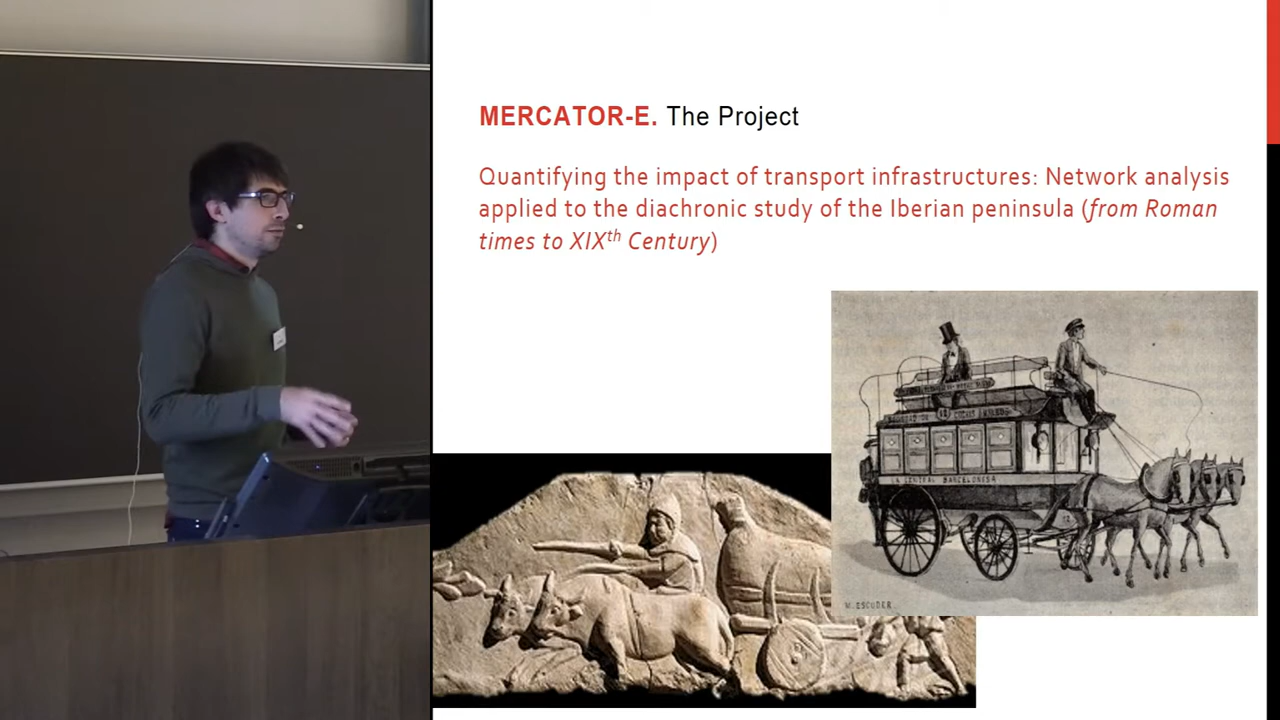 MERCATOR-E. The Project
Quantifying the impact of transport infrastructures: Network analysis
applied to the diachronic study of the Iberian peninsula (from Roman
times to XIXth Century)
LA CENTRAL BARCELONESA
M. ESCUDER